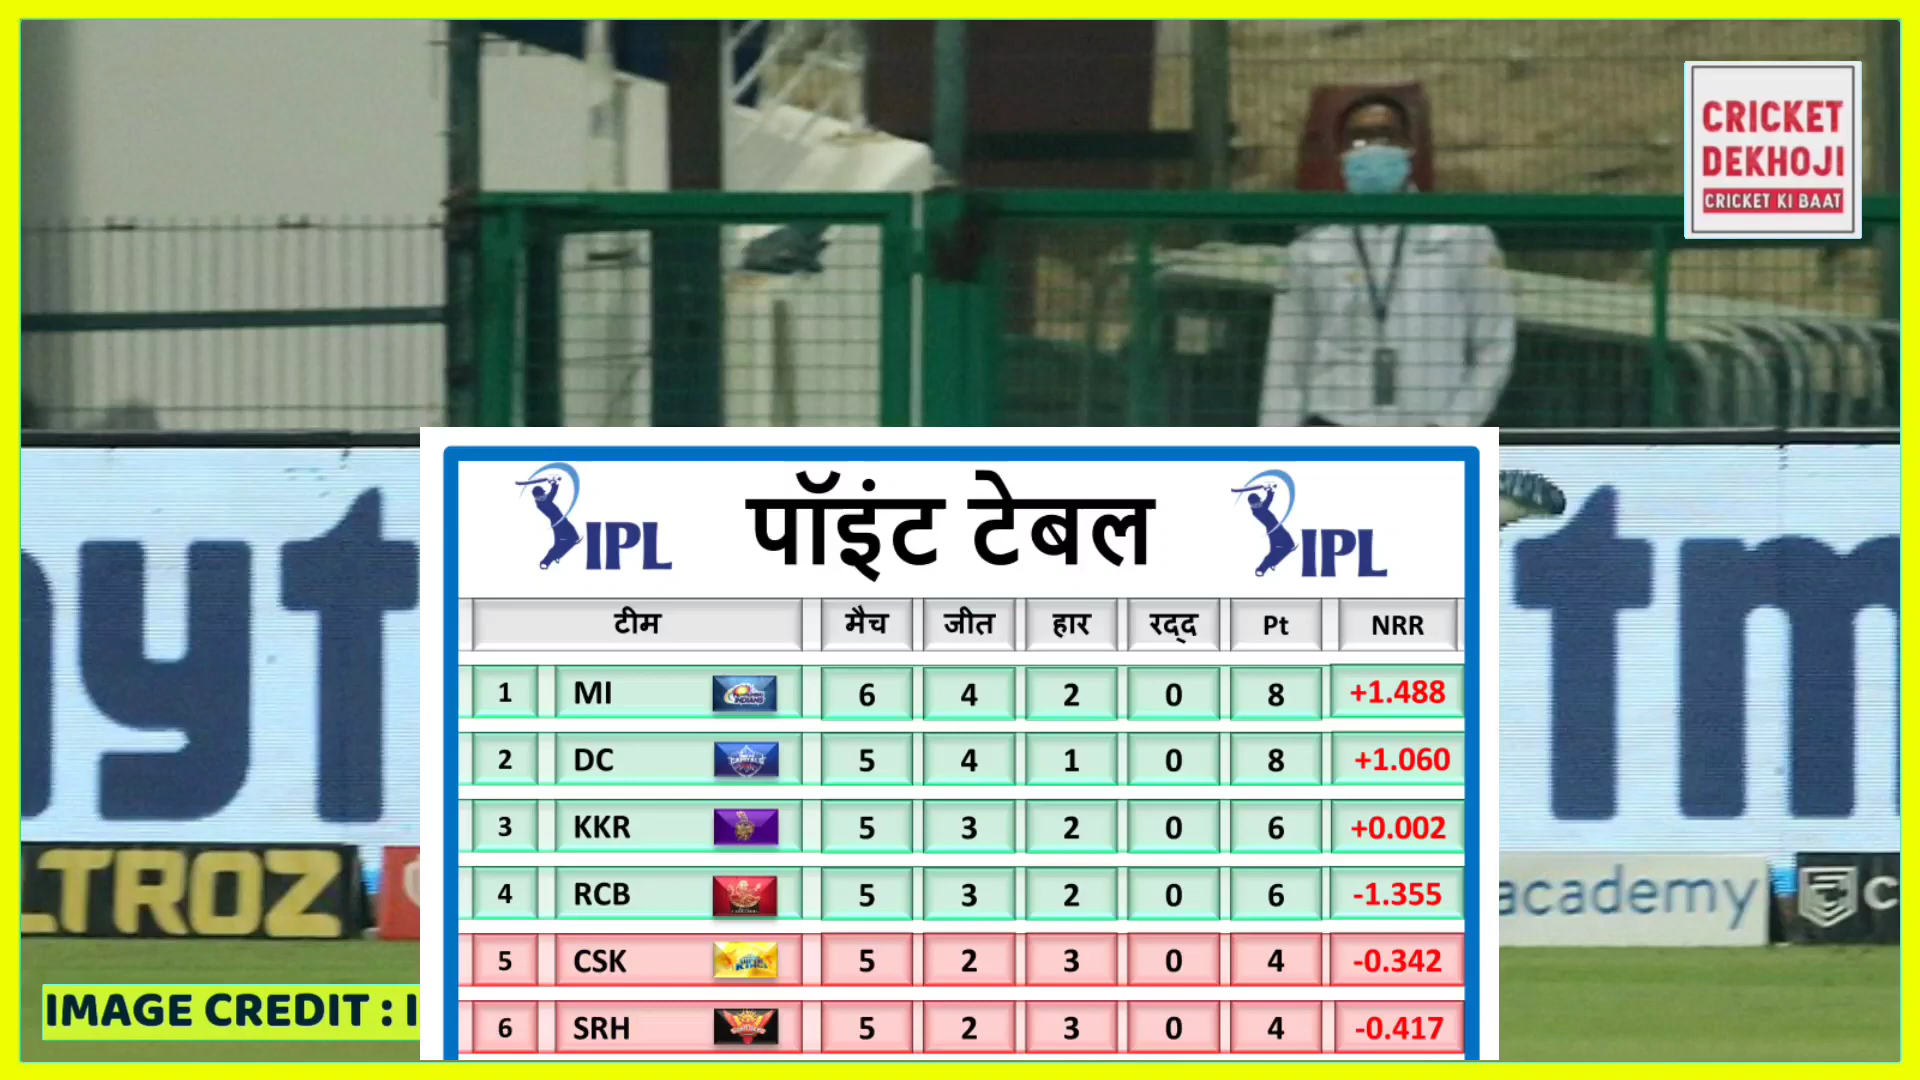 CRICKET
DEKHOJI
CRICKET KI BAAT
IPL पॉइंट टेबल IPL
टीम मैच जीत हार रद्द Pt NRR
1 MI 6 4 2 0 8 +1.488
2 DC 5 4 1 0 8 +1.060
3 KKR 5 3 2 0 6 +0.002
4 RCB 5 3 2 0 6 -1.355
5 CSK 5 2 3 0 4 -0.342
6 SRH 5 2 3 0 4 -0.417
yt tm
LTROZ academy C
IMAGE CREDIT : I